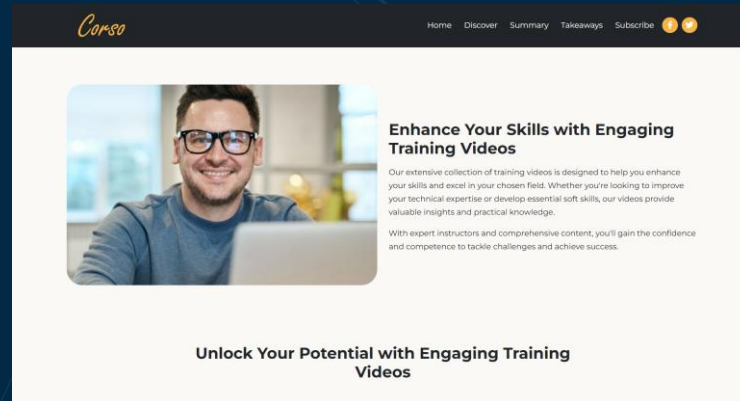 Corso
Home Discover Summary Takeaways Subscribe
Enhance Your Skills with Engaging
Training Videos
Our extensive collection of training videos is designed to help you enhance
your skills and excel in your chosen field. Whether you're looking to improve
your technical expertise or develop essential soft skills, our videos provide
valuable insights and practical knowledge.
With expert instructors and comprehensive content, you'll gain the confidence
and competence to tackle challenges and achieve success.
Unlock Your Potential with Engaging Training
Videos